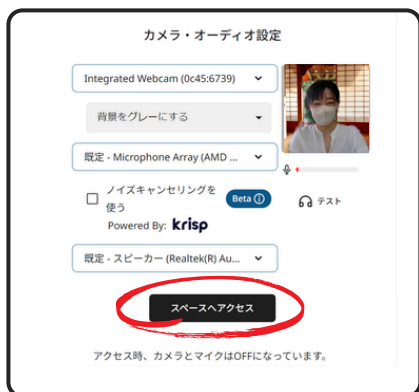 カメラ・オーディオ設定
Integrated Webcam (0c45:6739)
背景をグレーにする
既定 - Microphone Array (AMD ...
ノイズキャンセリングを
使う
Beta
Powered By: krisp
テスト
既定 - スピーカー (Realtek(R) Au...
スペースへアクセス
アクセス時、カメラとマイクはOFFになっています。